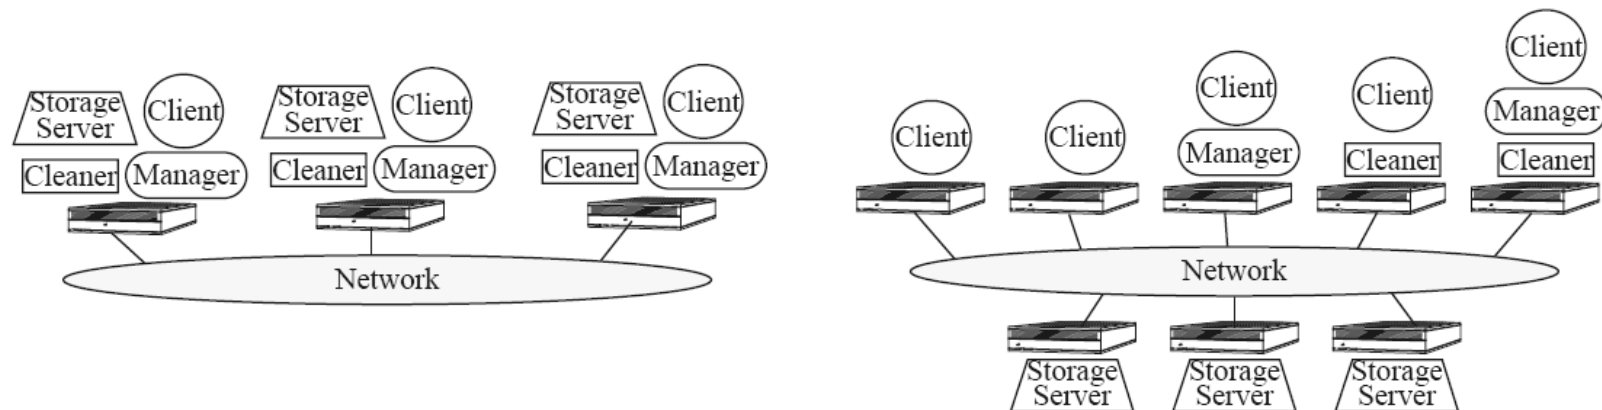 Storage
Server
Client
Cleaner
Manager
Storage
Server
Client
Cleaner
Manager
Storage
Server
Client
Cleaner
Manager
Network
Client
Client
Client
Manager
Client
Cleaner
Client
Manager
Cleaner
Network
Storage
Server
Storage
Server
Storage
Server